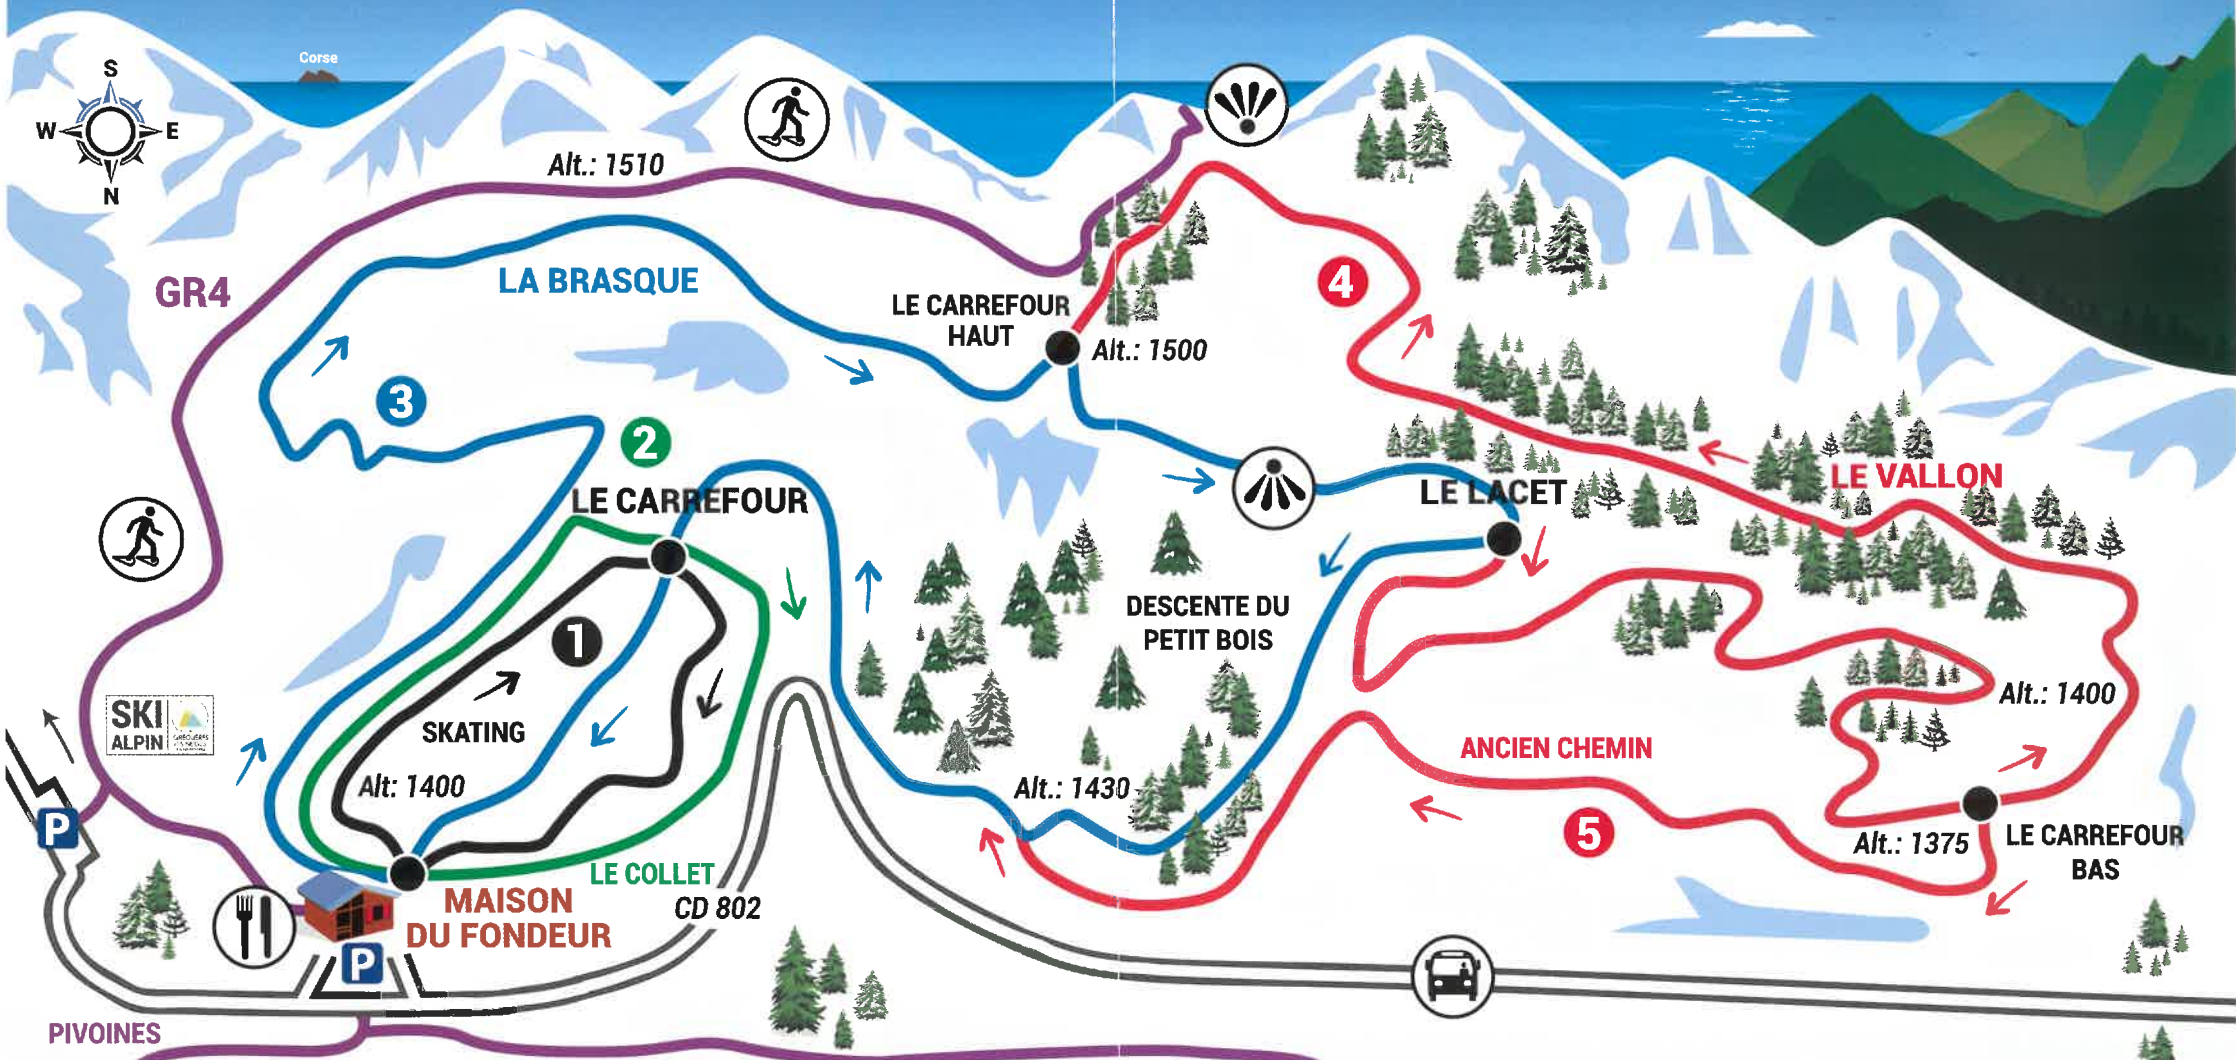 Corse
S
W
E
N
Alt.: 1510
GR4
LA BRASQUE
LE CARREFOUR
HAUT
Alt.: 1500
4
3
2
LE CARREFOUR
LE LACET
LE VALLON
1
SKATING
Alt: 1400
DESCENTE DU
PETIT BOIS
Alt.: 1400
SKI
ALPIN
ANCIEN CHEMIN
Alt.: 1430
5
Alt.: 1375
LE CARREFOUR
BAS
P
LE COLLET
CD 802
MAISON
DU FONDEUR
P
PIVOINES